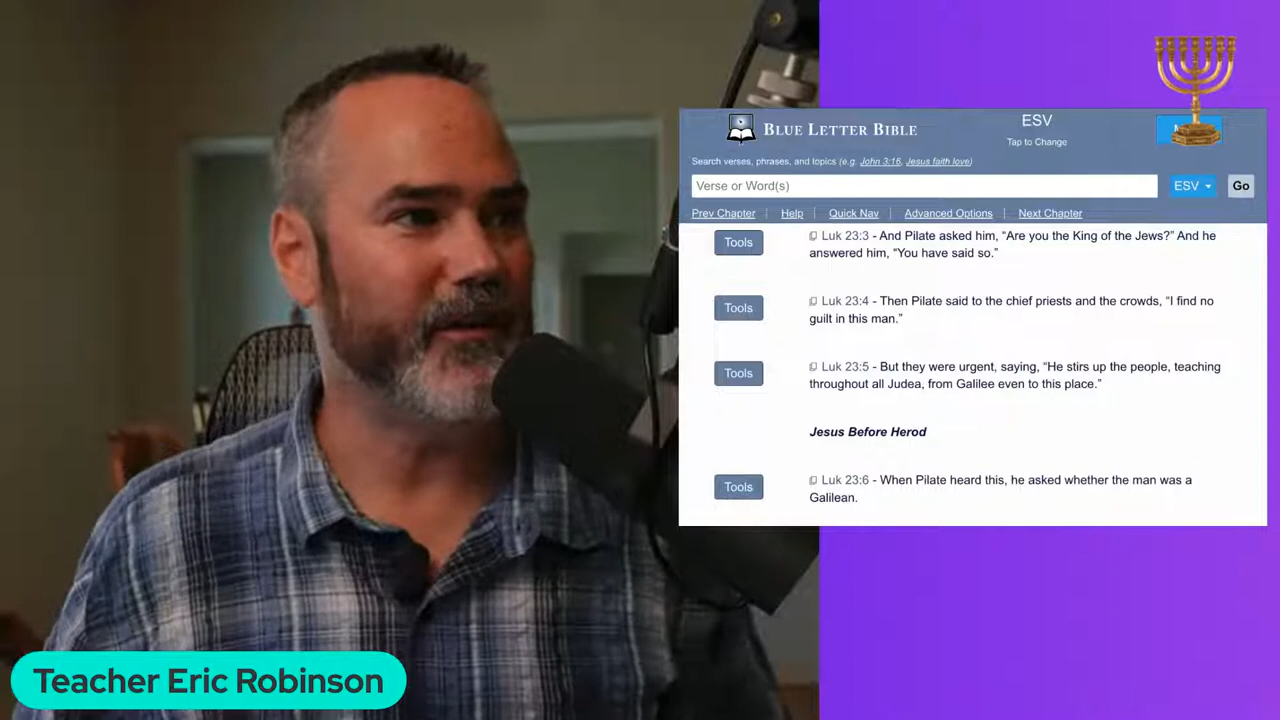 BLUE LETTER BIBLE
ESV
Tap to Change
Search verses, phrases, and topics (e.g. John 3:16, Jesus faith love)
Verse or Word(s)
ESV
Go
Prev Chapter
Help
Quick Nav
Advanced Options
Next Chapter
Tools
Luk 23:3 - And Pilate asked him, “Are you the King of the Jews?” And he
answered him, “You have said so.”
Tools
Luk 23:4 - Then Pilate said to the chief priests and the crowds, “I find no
guilt in this man.”
Tools
Luk 23:5 - But they were urgent, saying, “He stirs up the people, teaching
throughout all Judea, from Galilee even to this place.”
Jesus Before Herod
Tools
Luk 23:6 - When Pilate heard this, he asked whether the man was a
Galilean.
Teacher Eric Robinson